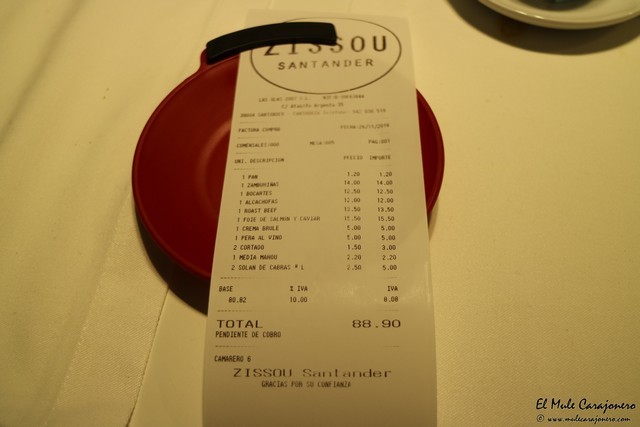 ZISSOU
SANTANDER
FACTURA COMPRA
COMENSALES:
UNI. DESCRIPCION PRECIO IMPORTE
1 PAN 1.20 1.20
1 ZAMBURIÑAS 14.00 14.00
1 BOCARTES 12.50 12.50
1 ALCACHOFAS 12.00 12.00
1 ROAST BEEF 13.50 13.50
1 FOIE DE SALMON Y CAVIAR 15.50 15.50
1 CREMA BRULE 5.00 5.00
1 PERA AL VINO 5.00 5.00
2 CORTADO 1.50 3.00
1 MEDIA MAHOU 2.20 2.20
2 SOLAN DE CABRAS * L 2.50 5.00
BASE % IVA IVA
80.82 10.00 8.08
TOTAL 88.90
PENDIENTE DE COBRO
CAMARERO 6
ZISSOU Santander
GRACIAS POR SU CONFIANZA
El Mule Carajonero
© www.mulecarajonero.com